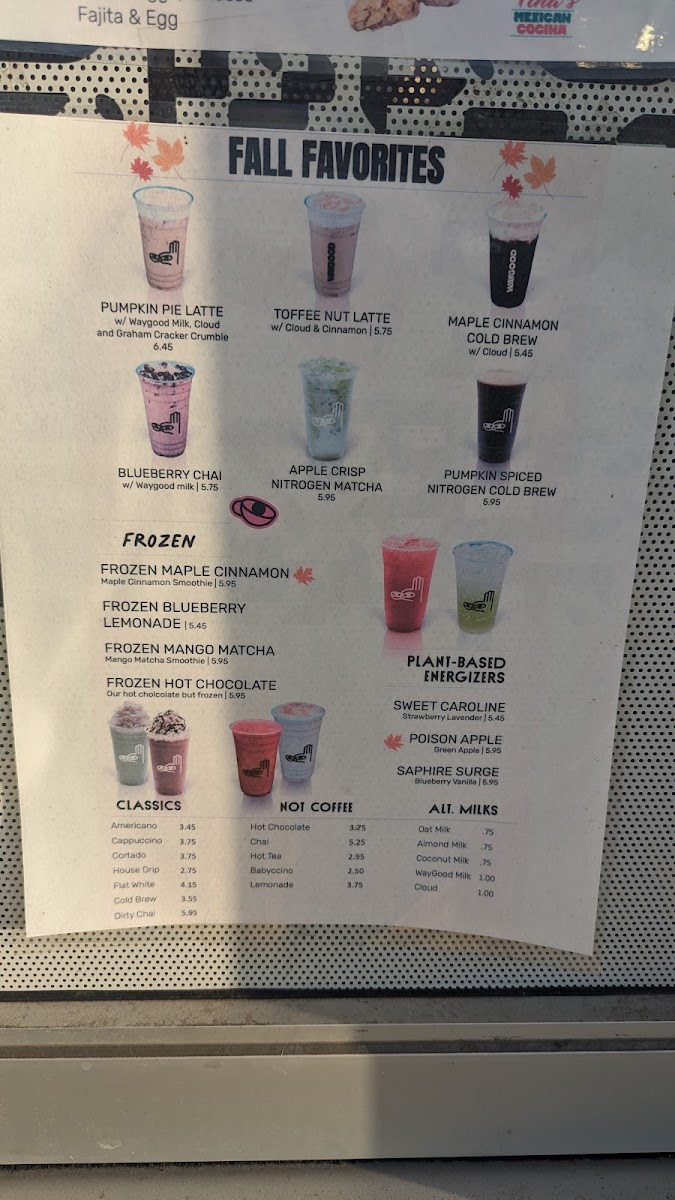 Fajita & Egg
MEXICAN
COCINA
FALL FAVORITES
WAYGOOD
WAYGOOD
PUMPKIN PIE LATTE
w/ Waygood Milk, Cloud
and Graham Cracker Crumble
6.45
TOFFEE NUT LATTE
w/ Cloud & Cinnamon | 5.75
MAPLE CINNAMON
COLD BREW
w/ Cloud | 5.45
BLUEBERRY CHAI
w/ Waygood milk | 5.75
APPLE CRISP
NITROGEN MATCHA
5.95
PUMPKIN SPICED
NITROGEN COLD BREW
5.95
FROZEN
FROZEN MAPLE CINNAMON
Maple Cinnamon Smoothie | 5.95
FROZEN BLUEBERRY
LEMONADE | 5.45
FROZEN MANGO MATCHA
Mango Matcha Smoothie | 5.95
FROZEN HOT CHOCOLATE
Our hot cholcolate but frozen | 5.95
PLANT-BASED
ENERGIZERS
SWEET CAROLINE
Strawberry Lavender | 5.45
POISON APPLE
Green Apple | 5.95
SAPHIRE SURGE
Blueberry Vanilla | 5.95
CLASSICS
Americano 3.45
Cappuccino 3.75
Cortado 3.75
House Drip 2.75
Flat White 4.15
Cold Brew 3.55
Dirty Chai 5.95
NOT COFFEE
Hot Chocolate 3.75
Chai 5.25
Hot Tea 2.95
Babyccino 2.50
Lemonade 3.75
ALT. MILKS
Oat Milk .75
Almond Milk .75
Coconut Milk .75
WayGood Milk 1.00
Cloud 1.00